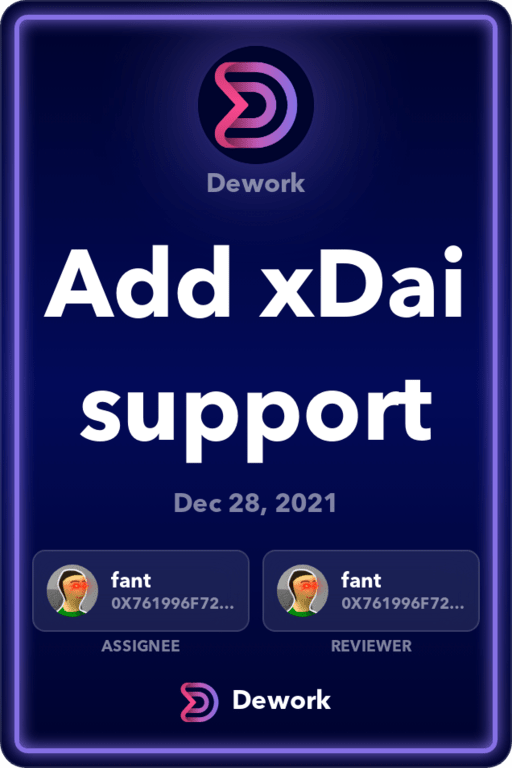 Dework
Add xDai
support
Dec 28, 2021
fant
0X761996F72...
ASSIGNEE
fant
0X761996F72...
REVIEWER
Dework